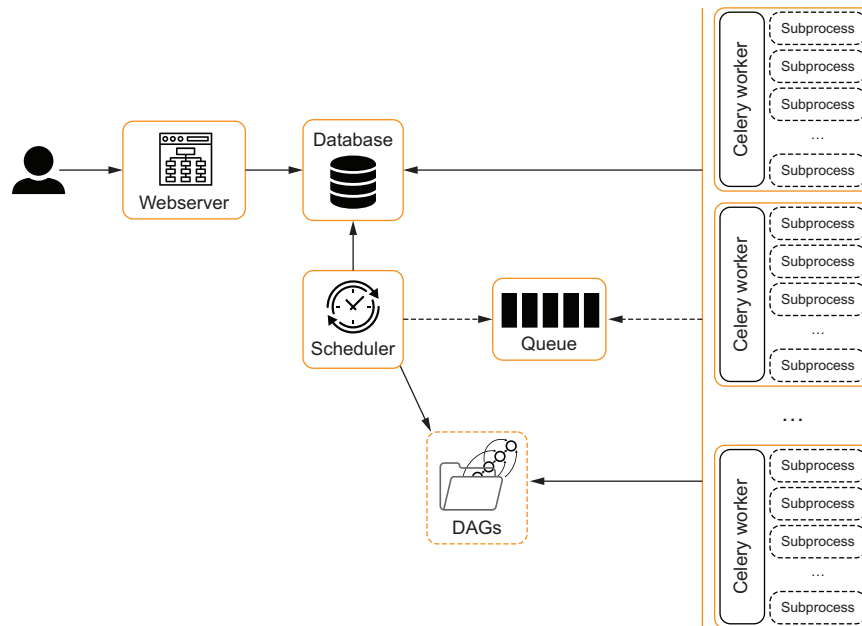 Webserver
Database
Scheduler
Queue
DAGs
Celery worker
Subprocess
Subprocess
Subprocess
...
Subprocess
Celery worker
Subprocess
Subprocess
Subprocess
...
Subprocess
...
Celery worker
Subprocess
Subprocess
Subprocess
...
Subprocess